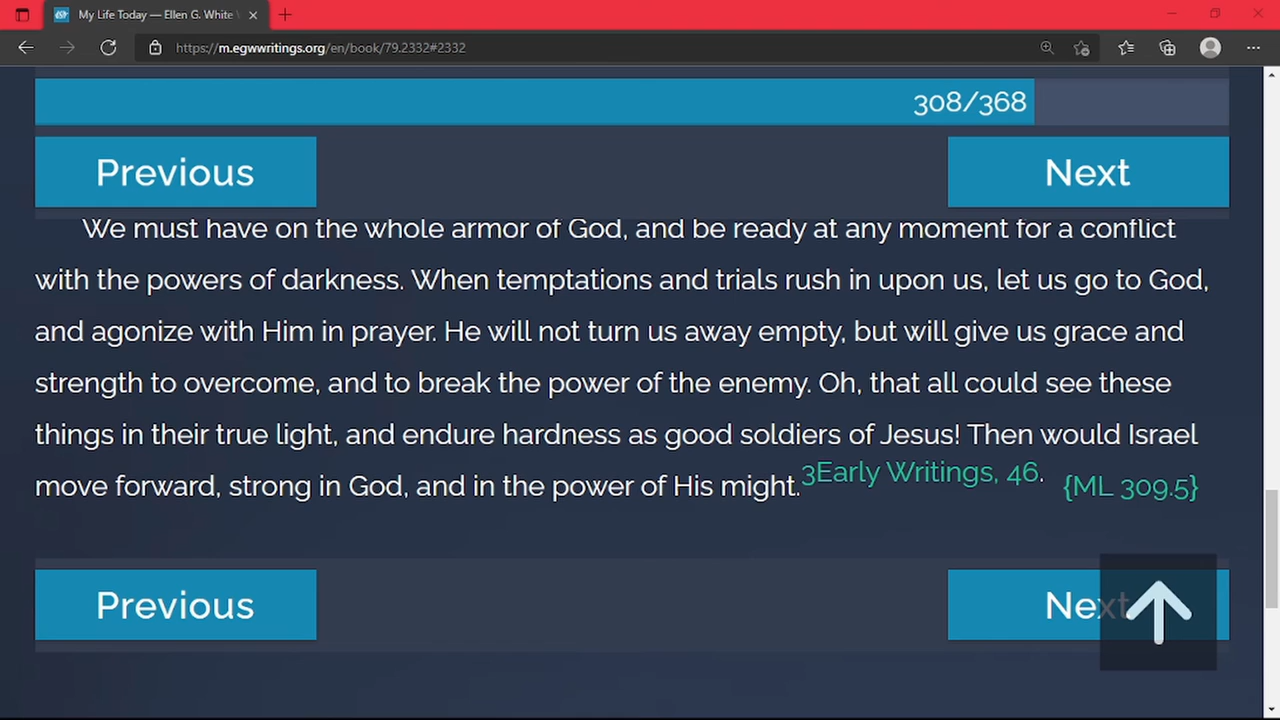 My Life Today — Ellen G. White
https://m.egwwritings.org/en/book/79.2332#2332
308/368
Previous
Next
We must have on the whole armor of God, and be ready at any moment for a conflict
with the powers of darkness. When temptations and trials rush in upon us, let us go to God,
and agonize with Him in prayer. He will not turn us away empty, but will give us grace and
strength to overcome, and to break the power of the enemy. Oh, that all could see these
things in their true light, and endure hardness as good soldiers of Jesus! Then would Israel
move forward, strong in God, and in the power of His might.3Early Writings, 46. {ML 309.5}
Previous
Next